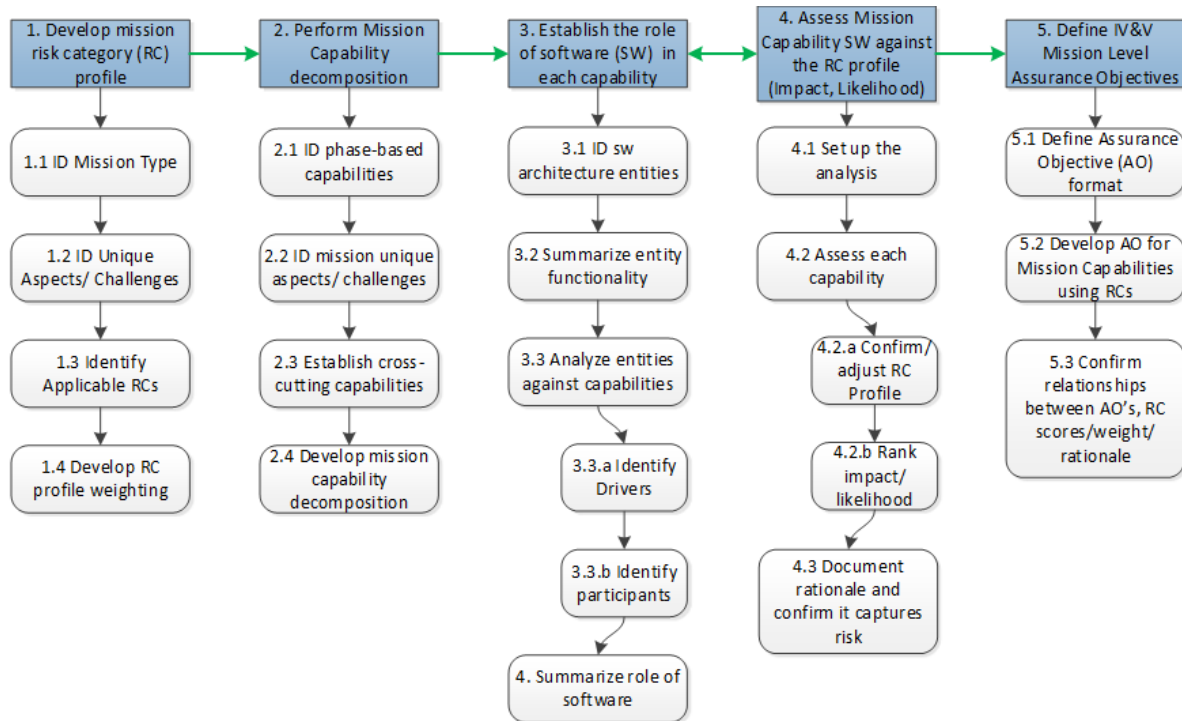 1. Develop mission
risk category (RC)
profile
2. Perform Mission
Capability
decomposition
3. Establish the role
of software (SW) in
each capability
4. Assess Mission
Capability SW against
the RC profile
(Impact, Likelihood)
5. Define IV&V
Mission Level
Assurance Objectives
1.1 ID Mission Type
1.2 ID Unique
Aspects/ Challenges
1.3 Identify
Applicable RCs
1.4 Develop RC
profile weighting
2.1 ID phase-based
capabilities
2.2 ID mission unique
aspects/ challenges
2.3 Establish cross-
cutting capabilities
2.4 Develop mission
capability
decomposition
3.1 ID sw
architecture entities
3.2 Summarize entity
functionality
3.3 Analyze entities
against capabilities
3.3.a Identify
Drivers
3.3.b Identify
participants
4. Summarize role of
software
4.1 Set up the
analysis
4.2 Assess each
capability
4.2.a Confirm/
adjust RC
Profile
4.2.b Rank
impact/
likelihood
4.3 Document
rationale and
confirm it captures
risk
5.1 Define Assurance
Objective (AO)
format
5.2 Develop AO for
Mission Capabilities
using RCs
5.3 Confirm
relationships
between AO's, RC
scores/weight/
rationale